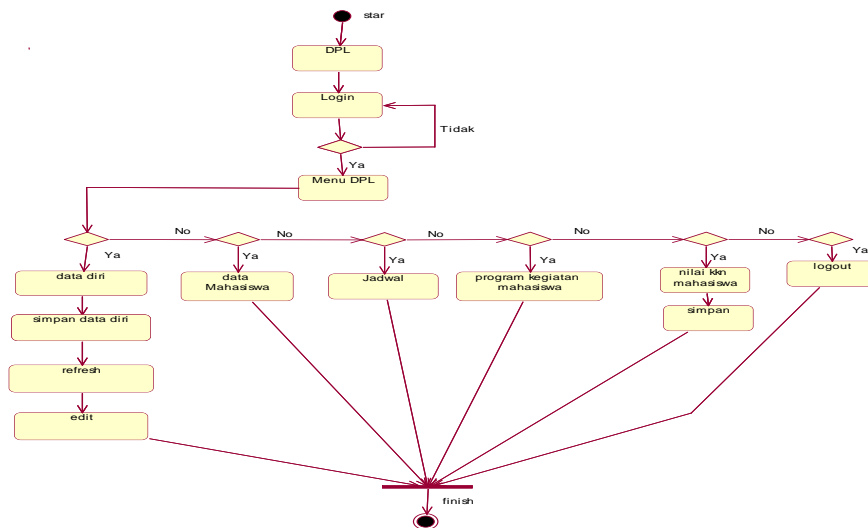 star
DPL
Login
Tidak
Ya
Menu DPL
No
No
No
No
No
Ya
Ya
Ya
Ya
Ya
Ya
data diri
data
Mahasiswa
Jadwal
program kegiatan
mahasiswa
nilai kkn
mahasiswa
logout
simpan data diri
simpan
refresh
edit
finish